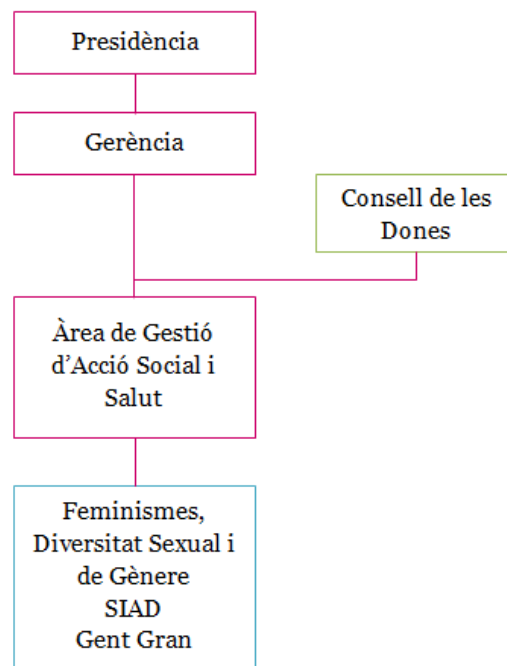 Presidència
Gerència
Consell de les
Dones
Àrea de Gestió
d’Acció Social i
Salut
Feminismes,
Diversitat Sexual i
de Gènere
SIAD
Gent Gran